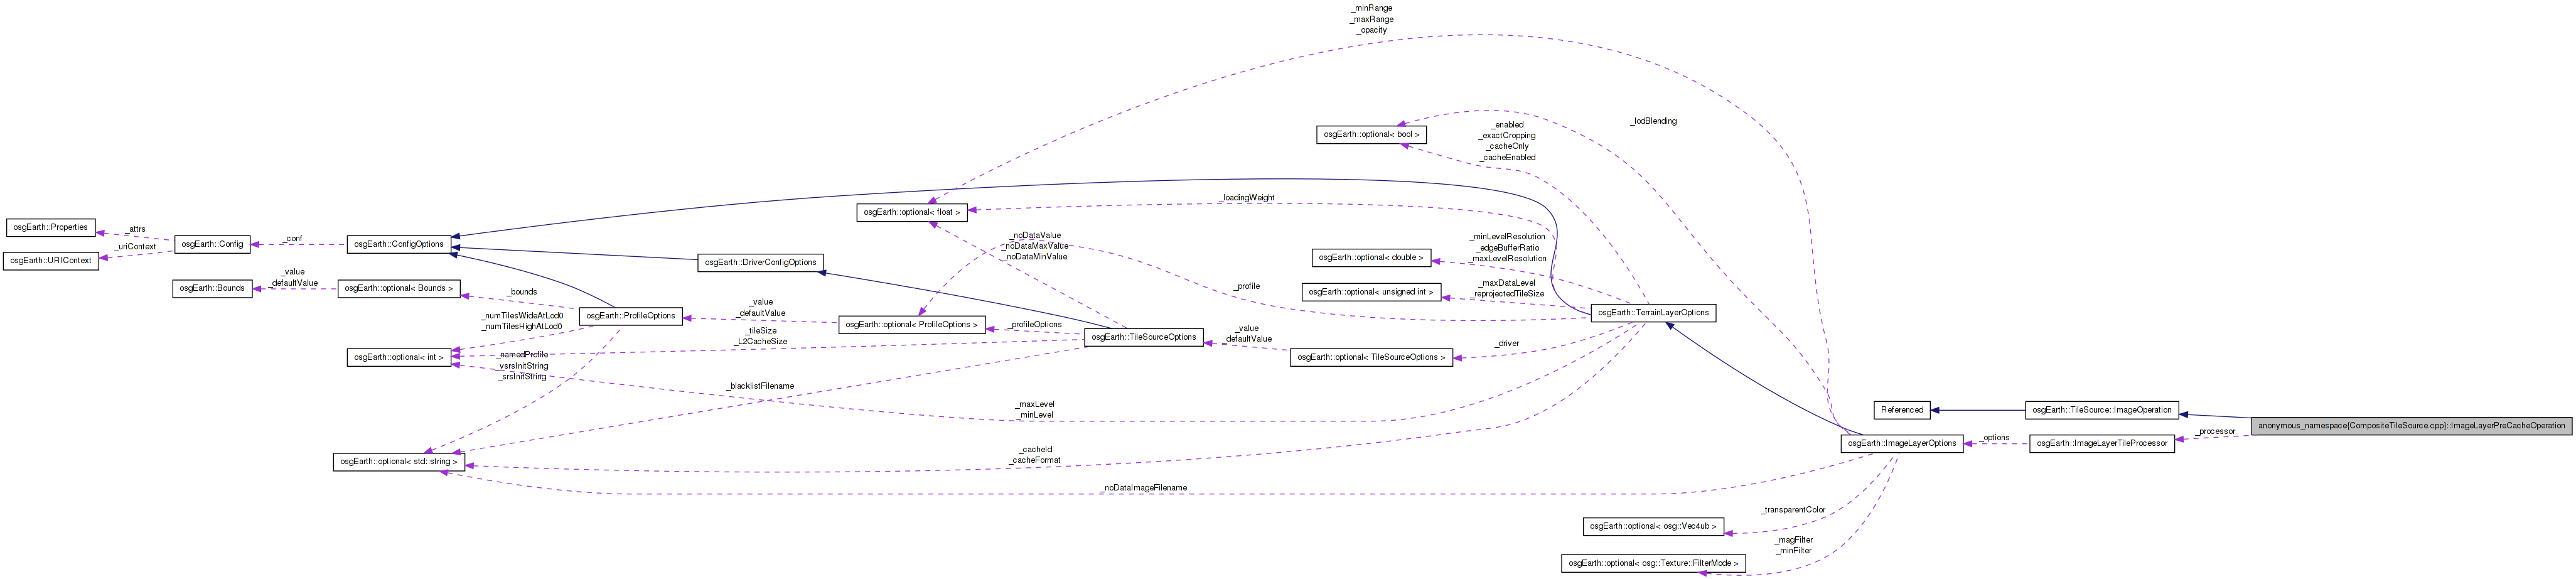 _minRange
_maxRange
_opacity
_lodBlending
_enabled
_exactCropping
_cacheOnly
_cacheEnabled
osgEarth::optional< bool >
_loadingWeight
osgEarth::optional< float >
osgEarth::Properties
_attrs
_uriContext
osgEarth::URIContext
osgEarth::Config
_conf
osgEarth::ConfigOptions
_noDataValue
_noDataMaxValue
_noDataMinValue
_minLevelResolution
_edgeBufferRatio
_maxLevelResolution
osgEarth::optional< double >
osgEarth::DriverConfigOptions
osgEarth::Bounds
_value
_defaultValue
osgEarth::optional< Bounds >
_bounds
_profile
osgEarth::optional< unsigned int >
_maxDataLevel
_reprojectedTileSize
osgEarth::TerrainLayerOptions
_numTilesWideAtLod0
_numTilesHighAtLod0
osgEarth::ProfileOptions
_value
_defaultValue
osgEarth::optional< ProfileOptions >
_profileOptions
osgEarth::TileSourceOptions
_value
_defaultValue
_tileSize
_L2CacheSize
osgEarth::optional< TileSourceOptions >
_driver
osgEarth::optional< int >
_namedProfile
_vsrsInitString
_srsInitString
_blacklistFilename
_maxLevel
_minLevel
Referenced
osgEarth::TileSource::ImageOperation
anonymous_namespace{CompositeTileSource.cpp}::ImageLayerPreCacheOperation
_processor
osgEarth::ImageLayerTileProcessor
_options
osgEarth::ImageLayerOptions
_cacheId
_cacheFormat
osgEarth::optional< std::string >
_noDataImageFilename
_transparentColor
osgEarth::optional< osg::Vec4ub >
_magFilter
_minFilter
osgEarth::optional< osg::Texture::FilterMode >